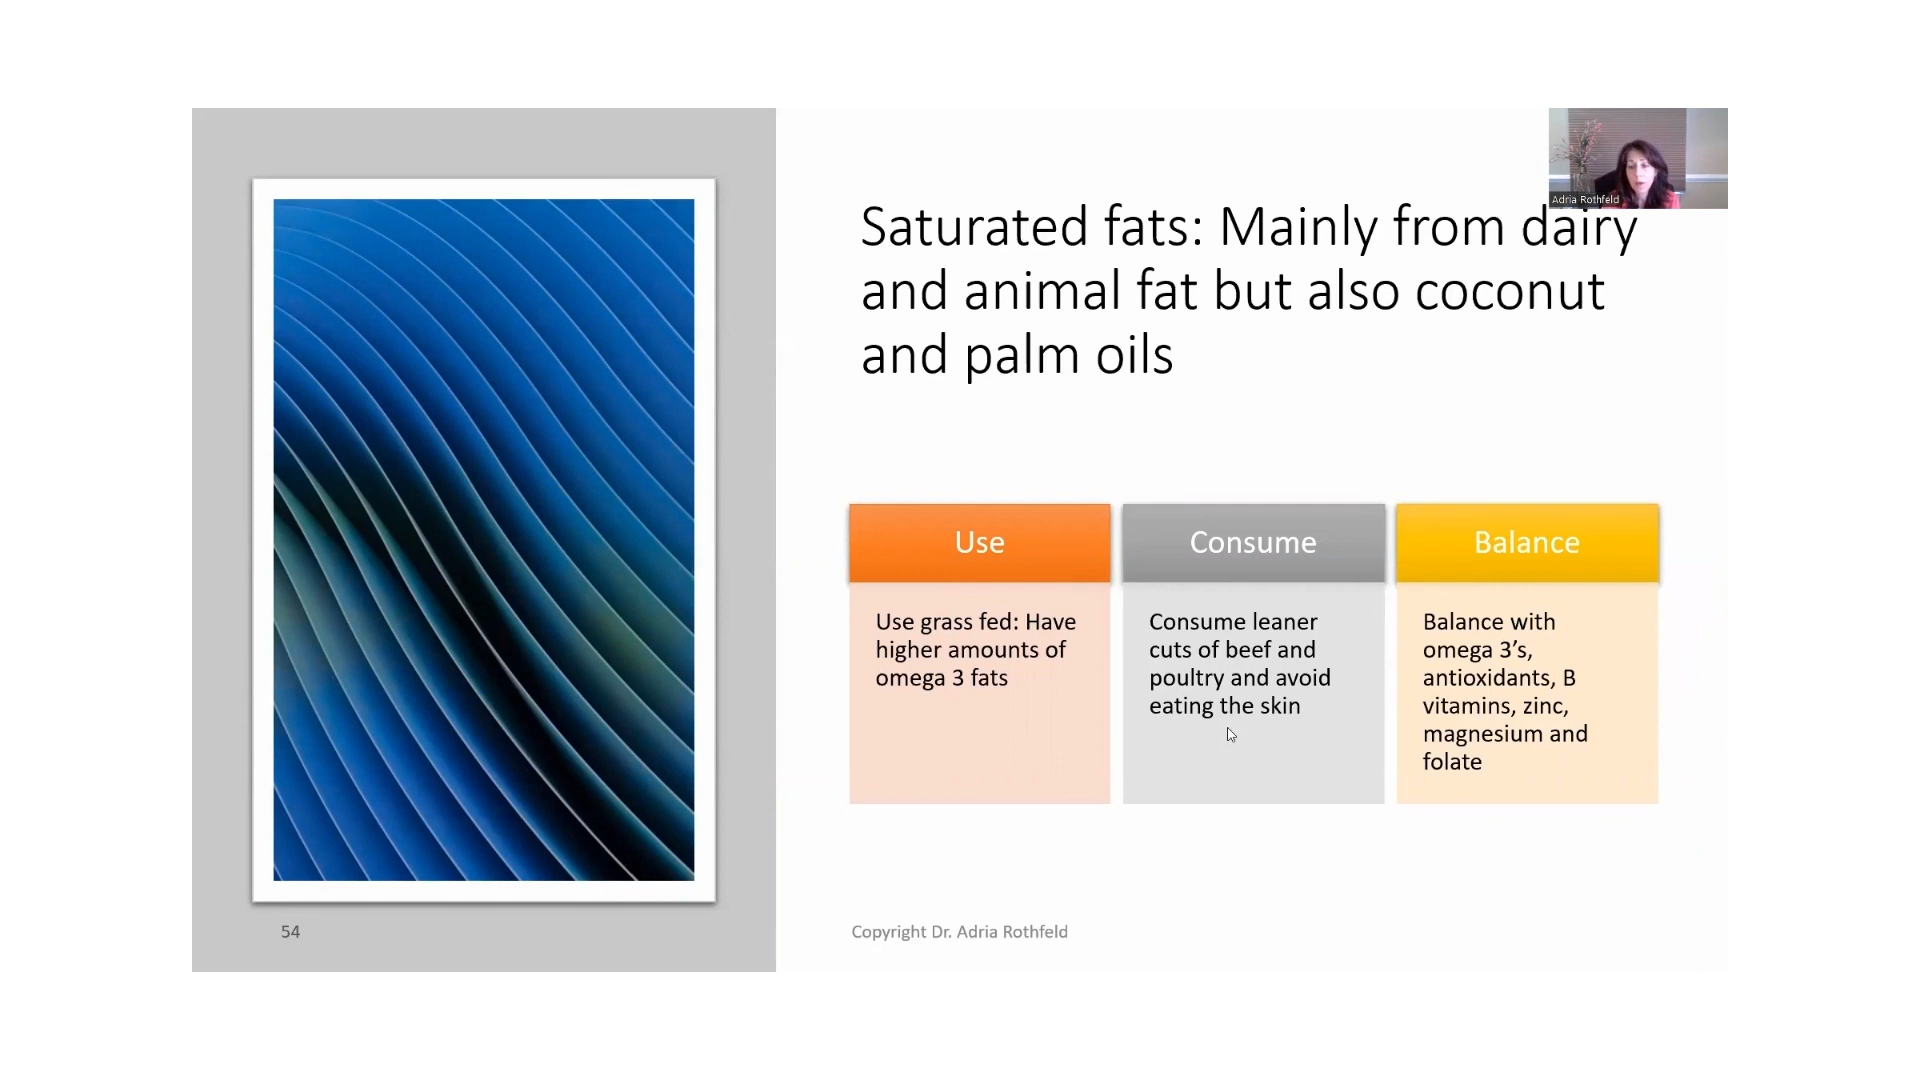 Adria Rothfeld
Saturated fats: Mainly from dairy
and animal fat but also coconut
and palm oils
Use
Use grass fed: Have
higher amounts of
omega 3 fats
Consume
Consume leaner
cuts of beef and
poultry and avoid
eating the skin
Balance
Balance with
omega 3’s,
antioxidants, B
vitamins, zinc,
magnesium and
folate
54
Copyright Dr. Adria Rothfeld